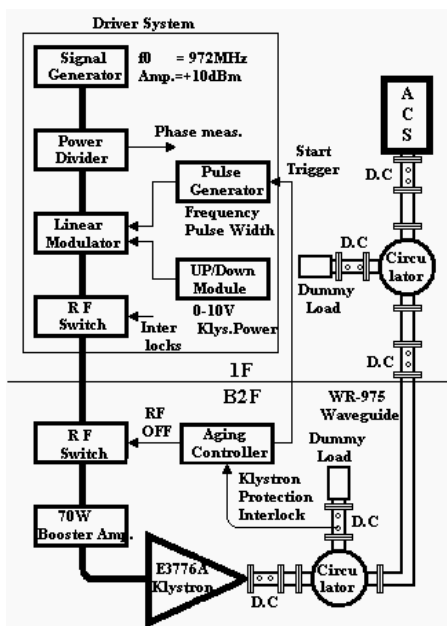 Driver System
Signal
Generator
f0 = 972MHz
Amp.=+10dBm
Power
Divider
Phase meas.
Pulse
Generator
Start
Trigger
Frequency
Pulse Width
Linear
Modulator
UP/Down
Module
0-10V
Klys.Power
R F
Switch
Inter
locks
A
C
S
D.C
D.C
Circu
lator
Dummy
Load
D.C
1F
B2F
WR-975
Waveguide
R F
Switch
RF
OFF
Aging
Controller
Dummy
Load
Klystron
Protection
Interlock
D.C
70W
Booster Amp.
E3776A
Klystron
D.C
Circu
lator